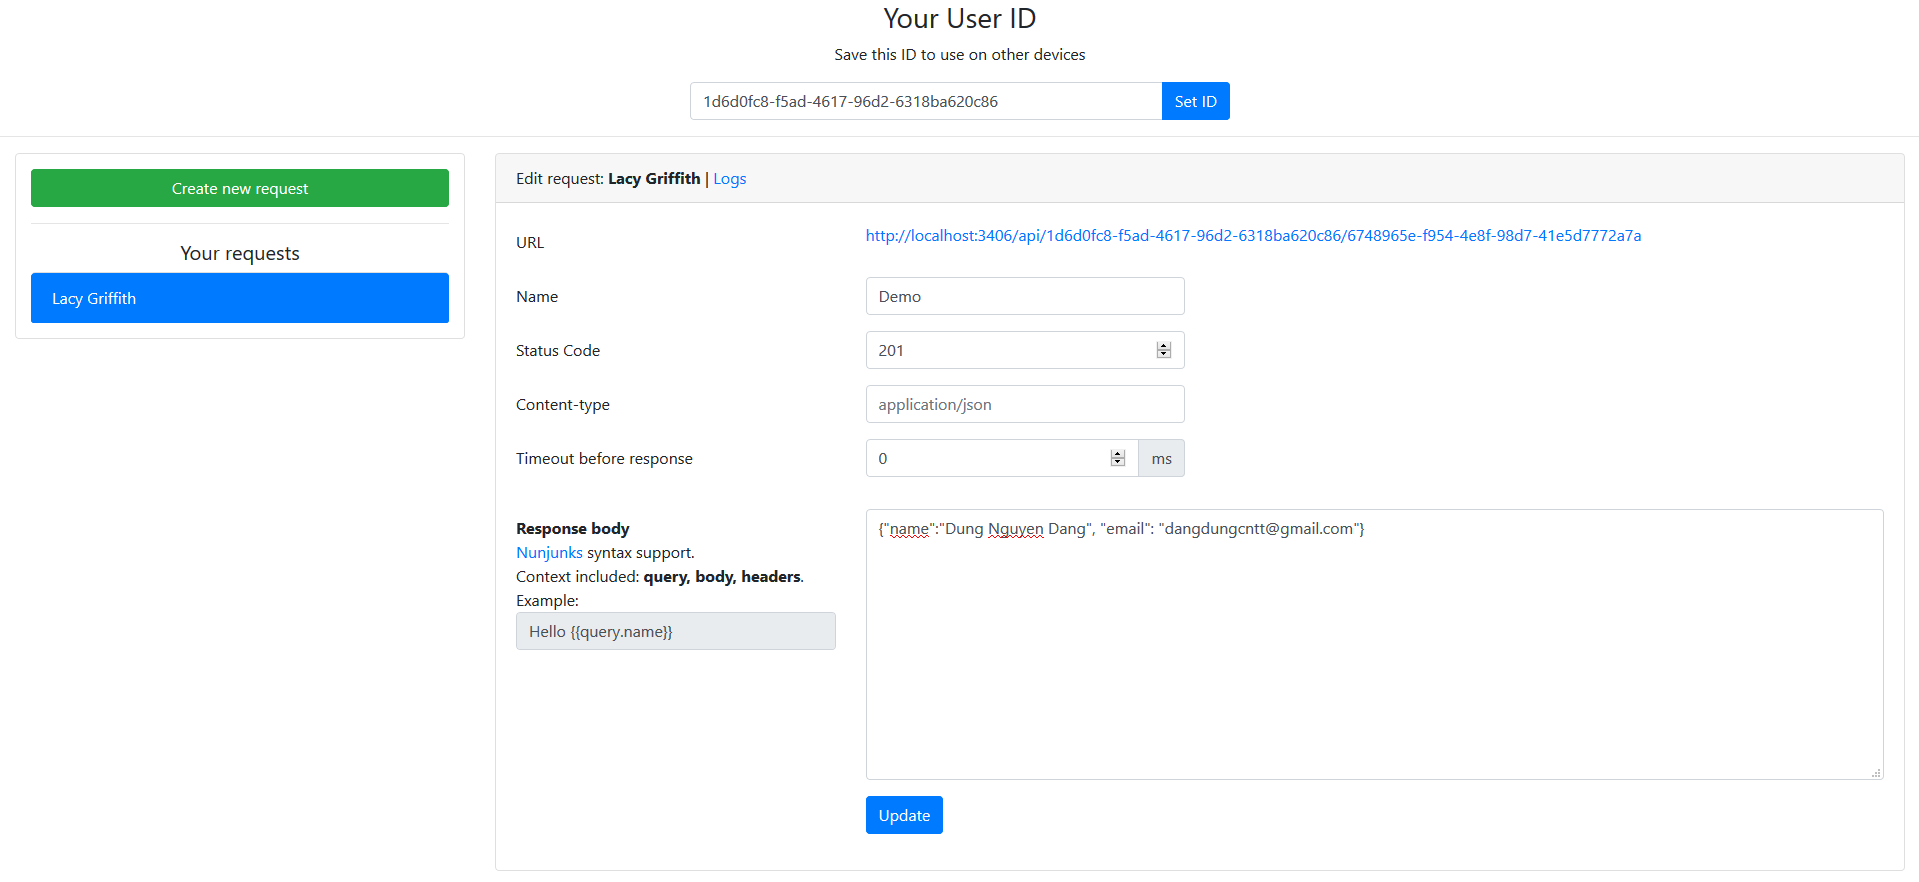 Your User ID
Save this ID to use on other devices
1d6d0fc8-f5ad-4617-96d2-6318ba620c86
Set ID
Create new request
Your requests
Lacy Griffith
Edit request: Lacy Griffith | Logs
URL
http://localhost:3406/api/1d6d0fc8-f5ad-4617-96d2-6318ba620c86/6748965e-f954-4e8f-98d7-41e5d7772a7a
Name
Demo
Status Code
201
Content-type
application/json
Timeout before response
0
ms
Response body
Nunjunks syntax support.
Context included: query, body, headers.
Example:
Hello {{query.name}}
{"name":"Dung Nguyen Dang", "email": "dangdungcntt@gmail.com"}
Update